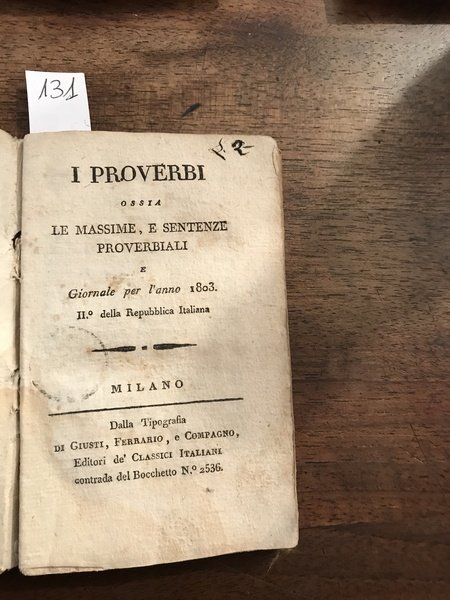 131
I PROVERBI
OSSIA
LE MASSIME, E SENTENZE
PROVERBIALI
E
Giornale per l'anno 1803.
II.º della Repubblica Italiana
MILANO
Dalla Tipografia
DI GIUSTI, FERRARIO, E COMPAGNO,
Editori de' CLASSICI ITALIANI
contrada del Bocchetto N.º 2536.